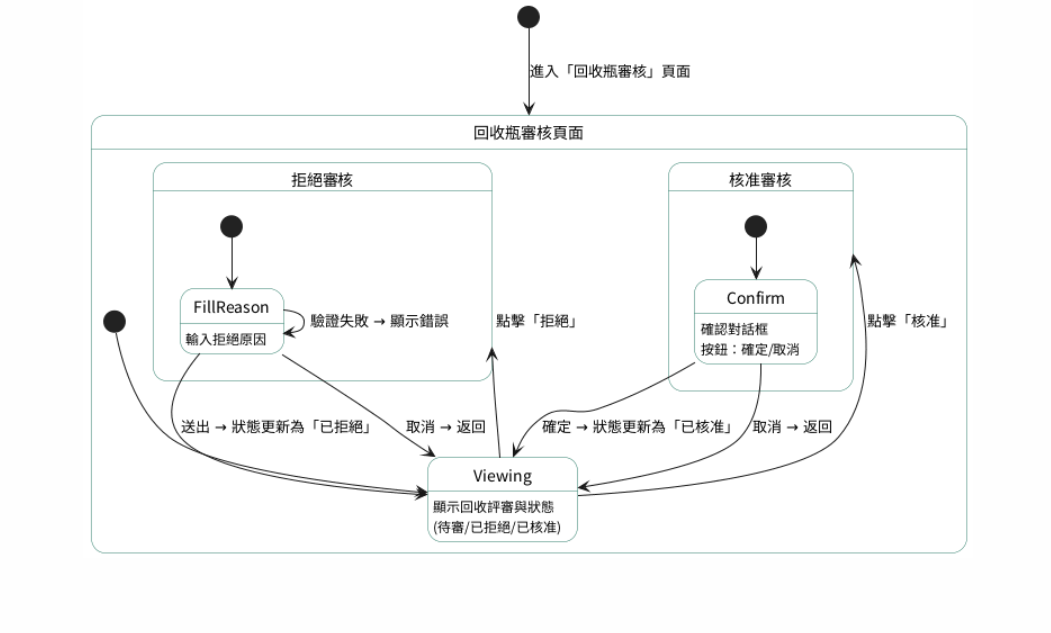 進入「回收瓶審核」頁面
回收瓶審核頁面
拒絕審核
核准審核
FillReason
輸入拒絕原因
驗證失敗 → 顯示錯誤
點擊「拒絕」
Confirm
確認對話框
按鈕：確定/取消
點擊「核准」
送出 → 狀態更新為「已拒絕」
取消 → 返回
確定 → 狀態更新為「已核准」
取消 → 返回
Viewing
顯示回收評審與狀態
(待審/已拒絕/已核准)